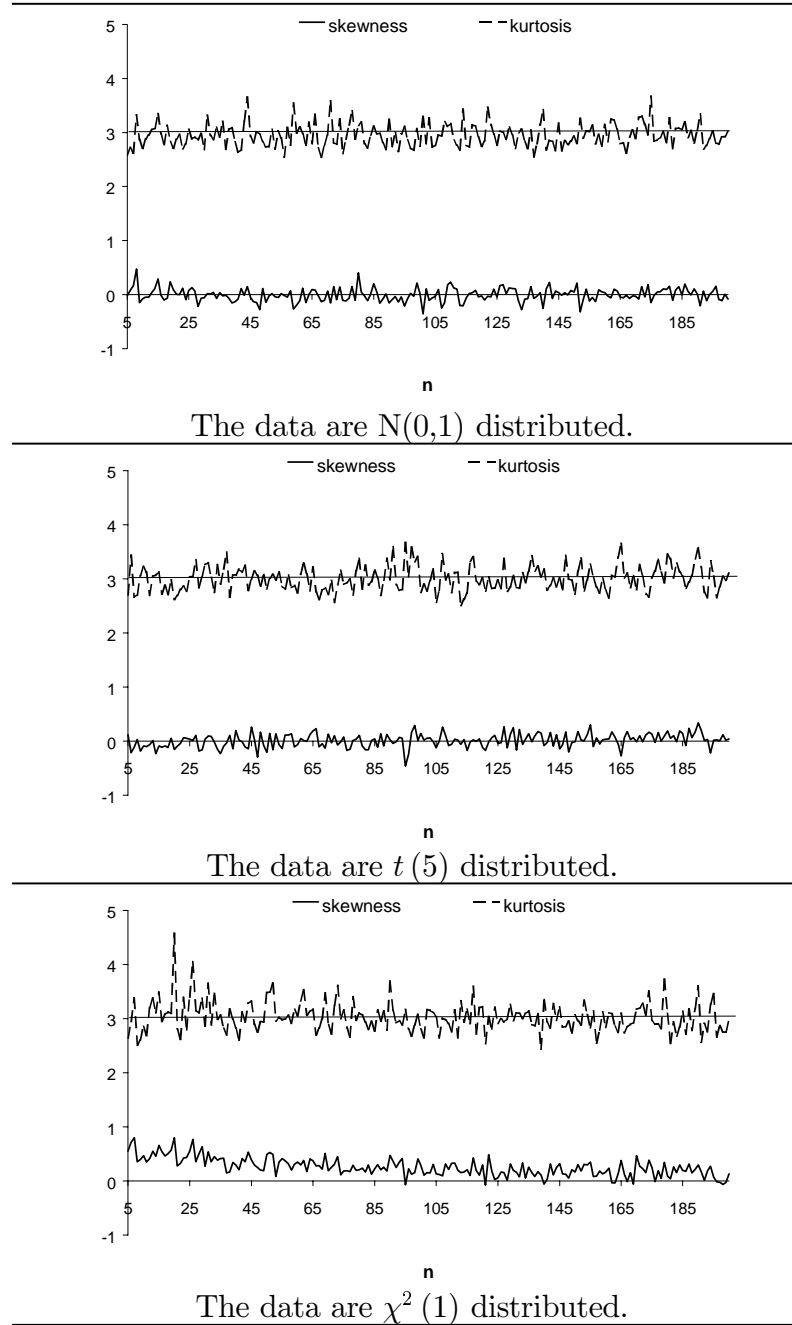 skewness kurtosis
5
4
3
2
1
0
-1
5 25 45 65 85 105 125 145 165 185
n
The data are N(0,1) distributed.
skewness kurtosis
5
4
3
2
1
0
-1
5 25 45 65 85 105 125 145 165 185
n
The data are t (5) distributed.
skewness kurtosis
5
4
3
2
1
0
-1
5 25 45 65 85 105 125 145 165 185
n
The data are χ² (1) distributed.